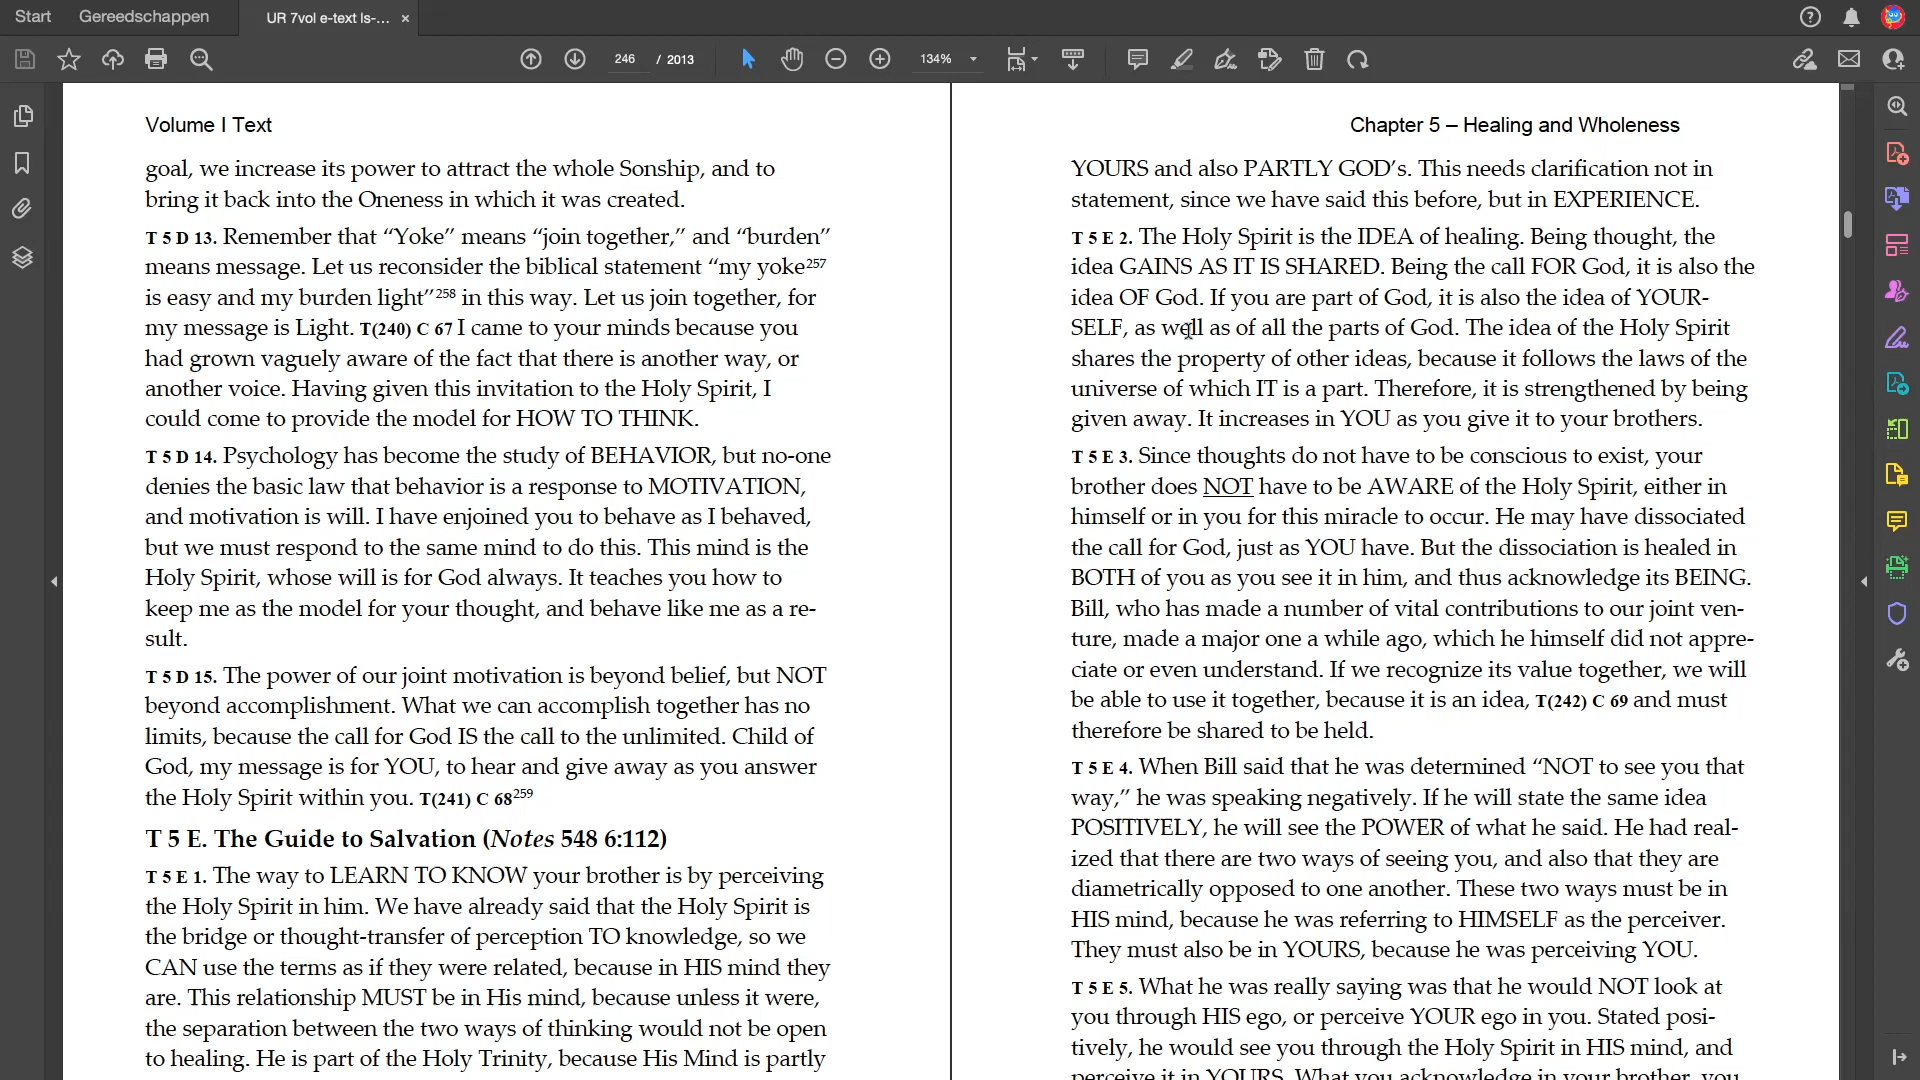 Start
Gereedschappen
UR 7vol e-text ls-... ×
246 / 2013
134%
Volume I Text
goal, we increase its power to attract the whole Sonship, and to
bring it back into the Oneness in which it was created.
T 5 D 13. Remember that “Yoke” means “join together,” and “burden”
means message. Let us reconsider the biblical statement “my yoke257
is easy and my burden light”258 in this way. Let us join together, for
my message is Light. T(240) C 67 I came to your minds because you
had grown vaguely aware of the fact that there is another way, or
another voice. Having given this invitation to the Holy Spirit, I
could come to provide the model for HOW TO THINK.
T 5 D 14. Psychology has become the study of BEHAVIOR, but no-one
denies the basic law that behavior is a response to MOTIVATION,
and motivation is will. I have enjoined you to behave as I behaved,
but we must respond to the same mind to do this. This mind is the
Holy Spirit, whose will is for God always. It teaches you how to
keep me as the model for your thought, and behave like me as a re-
sult.
T 5 D 15. The power of our joint motivation is beyond belief, but NOT
beyond accomplishment. What we can accomplish together has no
limits, because the call for God IS the call to the unlimited. Child of
God, my message is for YOU, to hear and give away as you answer
the Holy Spirit within you. T(241) C 68259
T 5 E. The Guide to Salvation (Notes 548 6:112)
T 5 E 1. The way to LEARN TO KNOW your brother is by perceiving
the Holy Spirit in him. We have already said that the Holy Spirit is
the bridge or thought-transfer of perception TO knowledge, so we
CAN use the terms as if they were related, because in HIS mind they
are. This relationship MUST be in His mind, because unless it were,
the separation between the two ways of thinking would not be open
to healing. He is part of the Holy Trinity, because His Mind is partly
Chapter 5 – Healing and Wholeness
YOURS and also PARTLY GOD’s. This needs clarification not in
statement, since we have said this before, but in EXPERIENCE.
T 5 E 2. The Holy Spirit is the IDEA of healing. Being thought, the
idea GAINS AS IT IS SHARED. Being the call FOR God, it is also the
idea OF God. If you are part of God, it is also the idea of YOUR-
SELF, as well as of all the parts of God. The idea of the Holy Spirit
shares the property of other ideas, because it follows the laws of the
universe of which IT is a part. Therefore, it is strengthened by being
given away. It increases in YOU as you give it to your brothers.
T 5 E 3. Since thoughts do not have to be conscious to exist, your
brother does NOT have to be AWARE of the Holy Spirit, either in
himself or in you for this miracle to occur. He may have dissociated
the call for God, just as YOU have. But the dissociation is healed in
BOTH of you as you see it in him, and thus acknowledge its BEING.
Bill, who has made a number of vital contributions to our joint ven-
ture, made a major one a while ago, which he himself did not appre-
ciate or even understand. If we recognize its value together, we will
be able to use it together, because it is an idea, T(242) C 69 and must
therefore be shared to be held.
T 5 E 4. When Bill said that he was determined “NOT to see you that
way,” he was speaking negatively. If he will state the same idea
POSITIVELY, he will see the POWER of what he said. He had real-
ized that there are two ways of seeing you, and also that they are
diametrically opposed to one another. These two ways must be in
HIS mind, because he was referring to HIMSELF as the perceiver.
They must also be in YOURS, because he was perceiving YOU.
T 5 E 5. What he was really saying was that he would NOT look at
you through HIS ego, or perceive YOUR ego in you. Stated posi-
tively, he would see you through the Holy Spirit in HIS mind, and
perceive it in YOURS. What you acknowledge in your brother, you